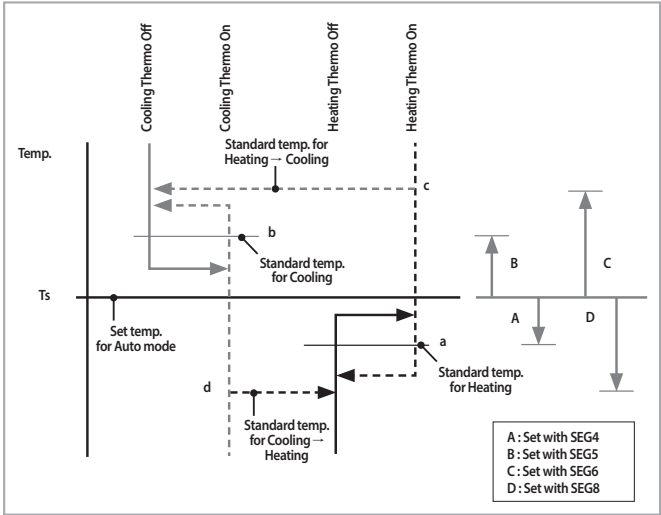 Cooling Thermo Off
Cooling Thermo On
Heating Thermo Off
Heating Thermo On
Temp.
Standard temp. for
Heating → Cooling
c
b
Standard temp.
for Cooling
B
C
Ts
Set temp.
for Auto mode
A
D
a
Standard temp.
for Heating
d
Standard temp.
for Cooling →
Heating
A : Set with SEG4
B : Set with SEG5
C : Set with SEG6
D : Set with SEG8